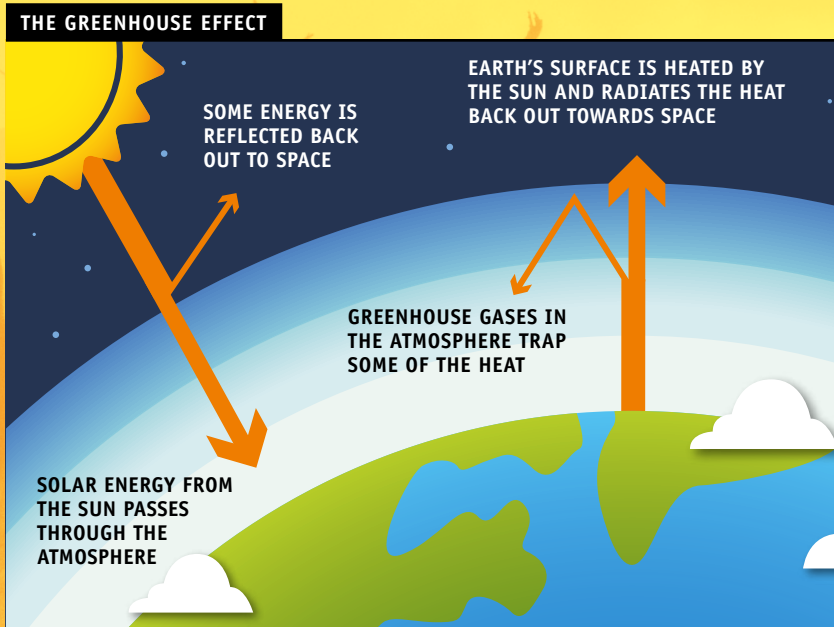 THE GREENHOUSE EFFECT
SOME ENERGY IS
REFLECTED BACK
OUT TO SPACE
EARTH'S SURFACE IS HEATED BY
THE SUN AND RADIATES THE HEAT
BACK OUT TOWARDS SPACE
GREENHOUSE GASES IN
THE ATMOSPHERE TRAP
SOME OF THE HEAT
SOLAR ENERGY FROM
THE SUN PASSES
THROUGH THE
ATMOSPHERE